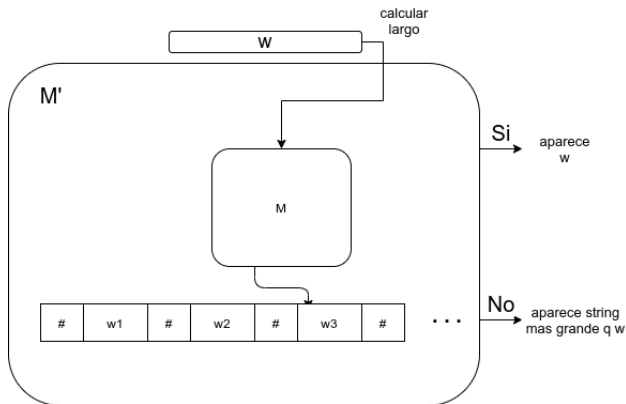 calcular
largo
w
M'
Si
aparece
w
M
# w1 # w2 # w3 # . . .
No
aparece string
mas grande q w